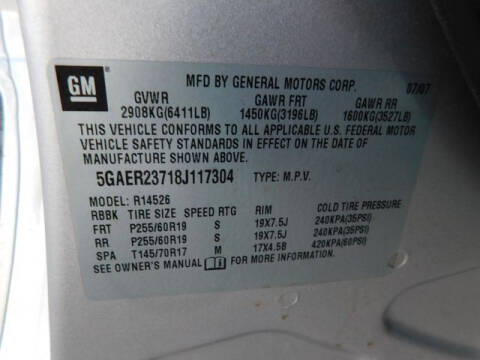 GM
MFD BY GENERAL MOTORS CORP. 07/07
GVWR GAWR FRT GAWR RR
2908KG(6411LB) 1450KG(3196LB) 1600KG(3527LB)
THIS VEHICLE CONFORMS TO ALL APPLICABLE U.S. FEDERAL MOTOR
VEHICLE SAFETY STANDARDS IN EFFECT ON THE DATE OF
MANUFACTURE SHOWN ABOVE.
5GAER23718J117304 TYPE: M.P.V.
MODEL: R14526
RBBK TIRE SIZE SPEED RTG RIM COLD TIRE PRESSURE
FRT P255/60R19 S 19X7.5J 240KPA(35PSI)
RR P255/60R19 S 19X7.5J 240KPA(35PSI)
SPA T145/70R17 M 17X4.5B 420KPA(60PSI)
SEE OWNER'S MANUAL FOR MORE INFORMATION.